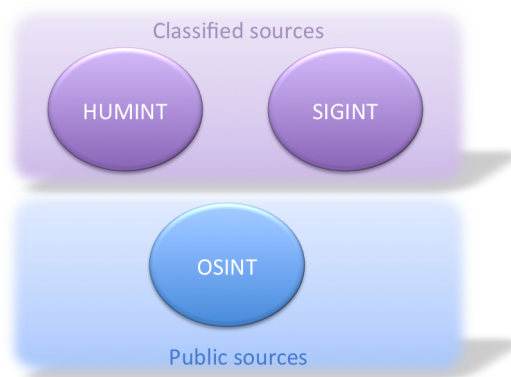 Classified sources
HUMINT
SIGINT
OSINT
Public sources